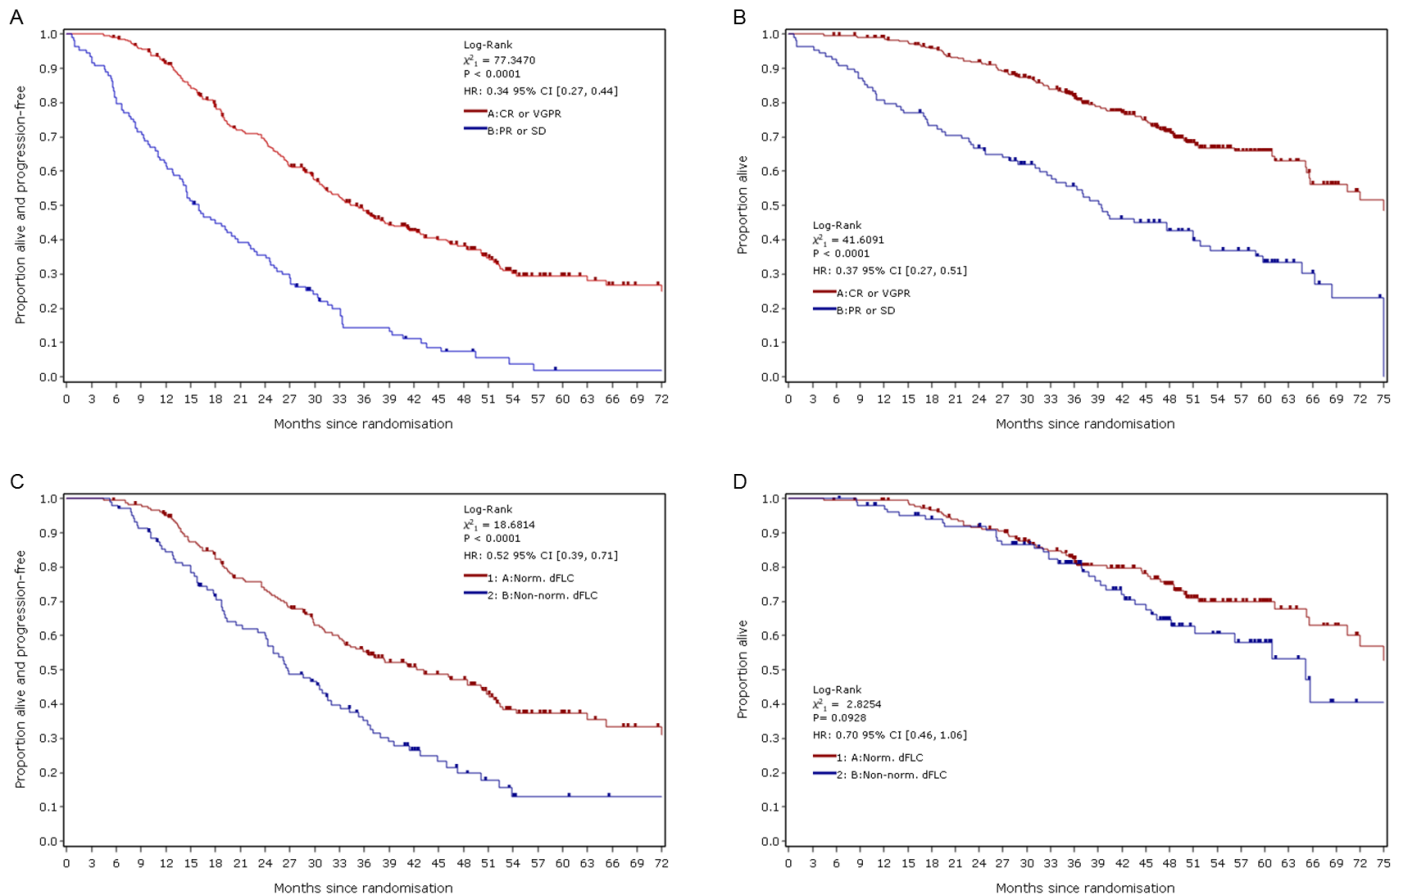 A
Proportion alive and progression-free
1.0
0.9
0.8
0.7
0.6
0.5
0.4
0.3
0.2
0.1
0.0
Log-Rank
χ²₁ = 77.3470
P < 0.0001
HR: 0.34 95% CI [0.27, 0.44]
A:CR or VGPR
B:PR or SD
0 3 6 9 12 15 18 21 24 27 30 33 36 39 42 45 48 51 54 57 60 63 66 69 72
Months since randomisation
B
Proportion alive
1.0
0.9
0.8
0.7
0.6
0.5
0.4
0.3
0.2
0.1
0.0
Log-Rank
χ²₁ = 41.6091
P < 0.0001
HR: 0.37 95% CI [0.27, 0.51]
A:CR or VGPR
B:PR or SD
0 3 6 9 12 15 18 21 24 27 30 33 36 39 42 45 48 51 54 57 60 63 66 69 72 75
Months since randomisation
C
Proportion alive and progression-free
1.0
0.9
0.8
0.7
0.6
0.5
0.4
0.3
0.2
0.1
0.0
Log-Rank
χ²₁ = 18.6814
P < 0.0001
HR: 0.52 95% CI [0.39, 0.71]
1: A:Norm. dFLC
2: B:Non-norm. dFLC
0 3 6 9 12 15 18 21 24 27 30 33 36 39 42 45 48 51 54 57 60 63 66 69 72
Months since randomisation
D
Proportion alive
1.0
0.9
0.8
0.7
0.6
0.5
0.4
0.3
0.2
0.1
0.0
Log-Rank
χ²₁ = 2.8254
P= 0.0928
HR: 0.70 95% CI [0.46, 1.06]
1: A:Norm. dFLC
2: B:Non-norm. dFLC
0 3 6 9 12 15 18 21 24 27 30 33 36 39 42 45 48 51 54 57 60 63 66 69 72 75
Months since randomisation